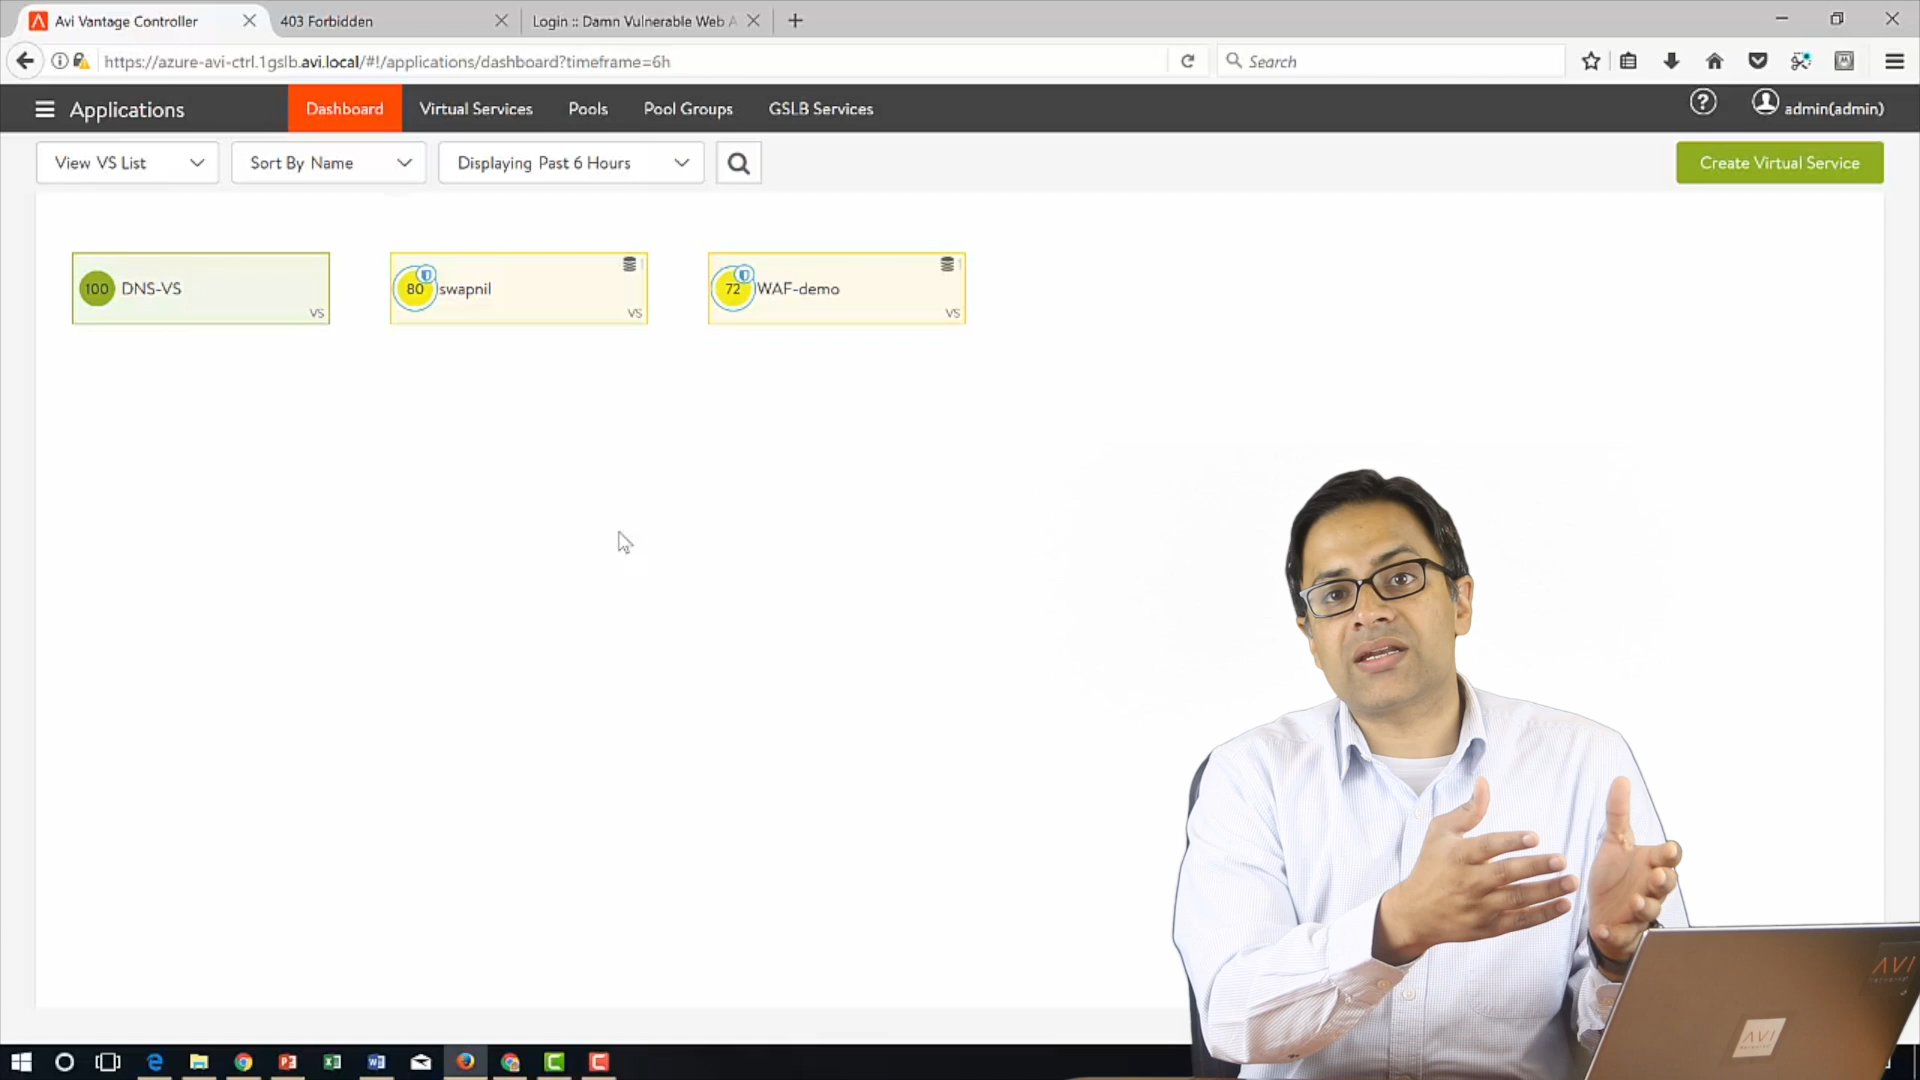 Avi Vantage Controller
403 Forbidden
Login :: Damn Vulnerable Web A
https://azure-avi-ctrl.1gslb.avi.local/#!/applications/dashboard?timeframe=6h
Search
Applications
Dashboard
Virtual Services
Pools
Pool Groups
GSLB Services
admin(admin)
View VS List
Sort By Name
Displaying Past 6 Hours
Create Virtual Service
100 DNS-VS
VS
80 swapnil
VS
72 WAF-demo
VS
AVI
AVI